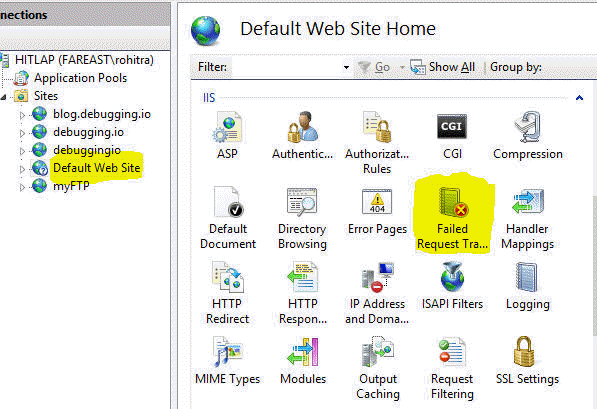 nnections
HITLAP (FAREAST\rohitra)
Application Pools
Sites
blog.debugging.io
debugging.io
debuggingio
Default Web Site
myFTP
Default Web Site Home
Filter: Go Show All Group by:
IIS
ASP Authentic... Authorizat... Rules CGI Compression
CGI
404
Default Document Directory Browsing Error Pages Failed Request Tra... Handler Mappings
HTTP Redirect HTTP Respon... IP Address and Doma... ISAPI Filters Logging
MIME Types Modules Output Caching Request Filtering SSL Settings